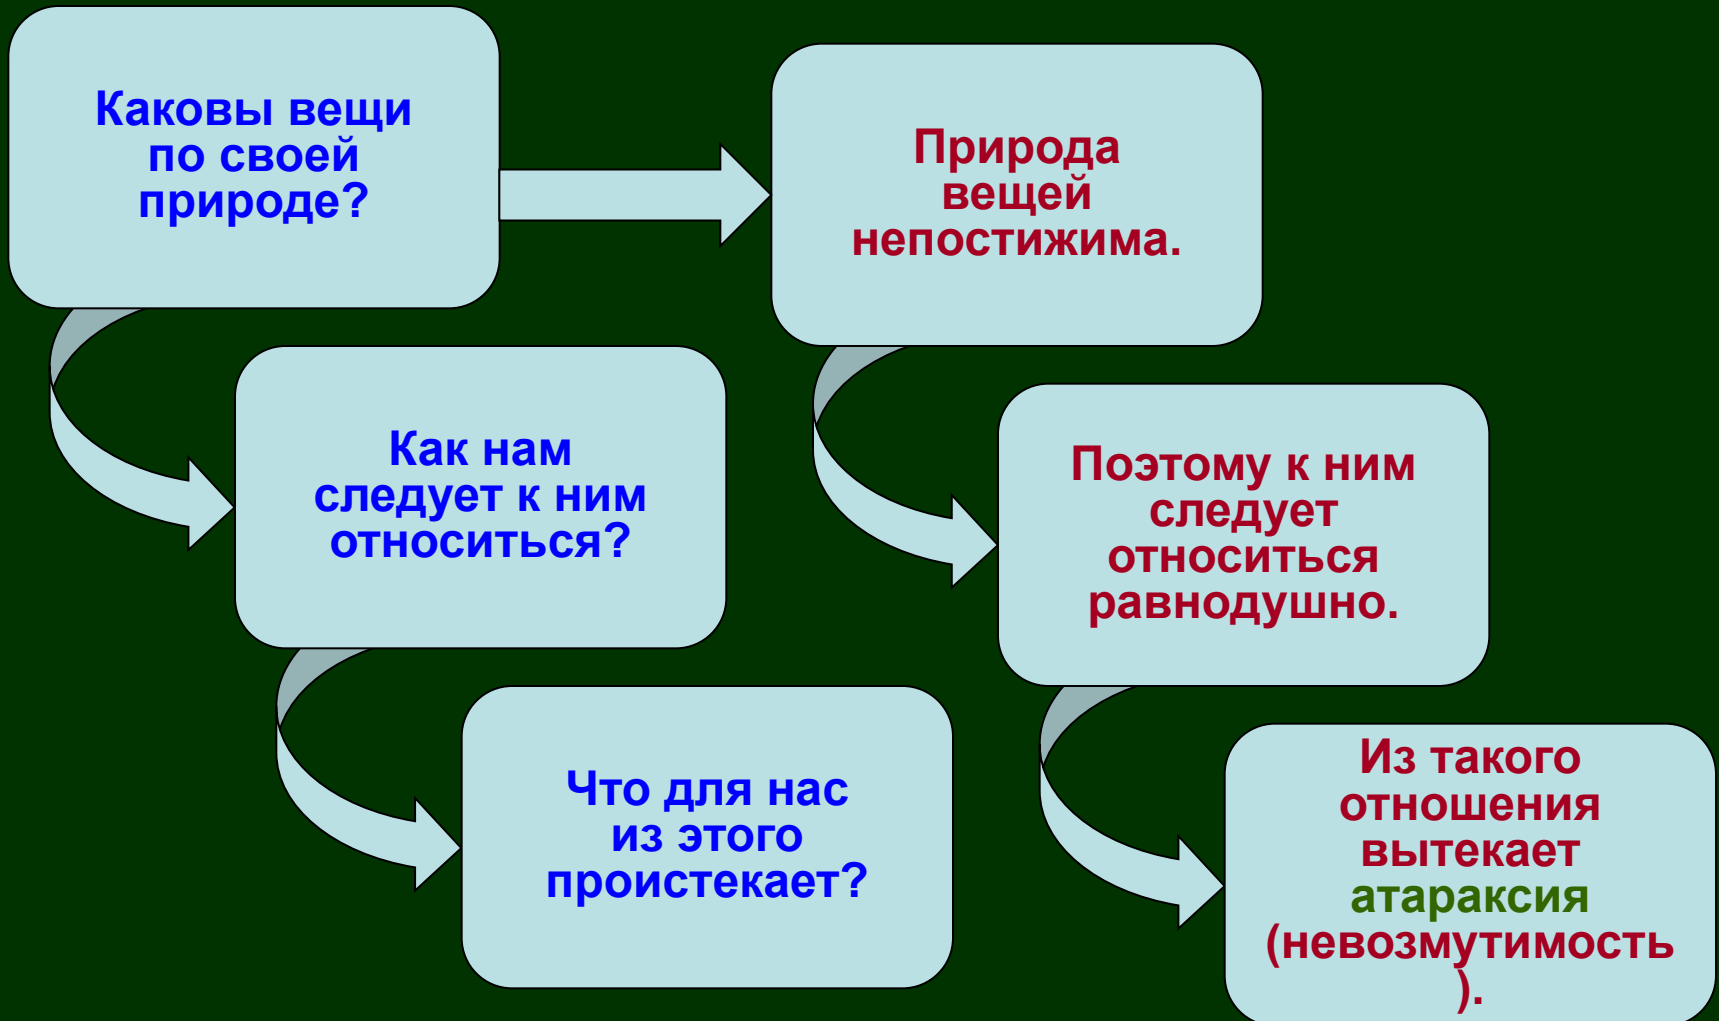 Каковы вещи
по своей
природе?
Природа
вещей
непостижима.
Как нам
следует к ним
относиться?
Поэтому к ним
следует
относиться
равнодушно.
Что для нас
из этого
проистекает?
Из такого
отношения
вытекает
атараксия
(невозмутимость
).